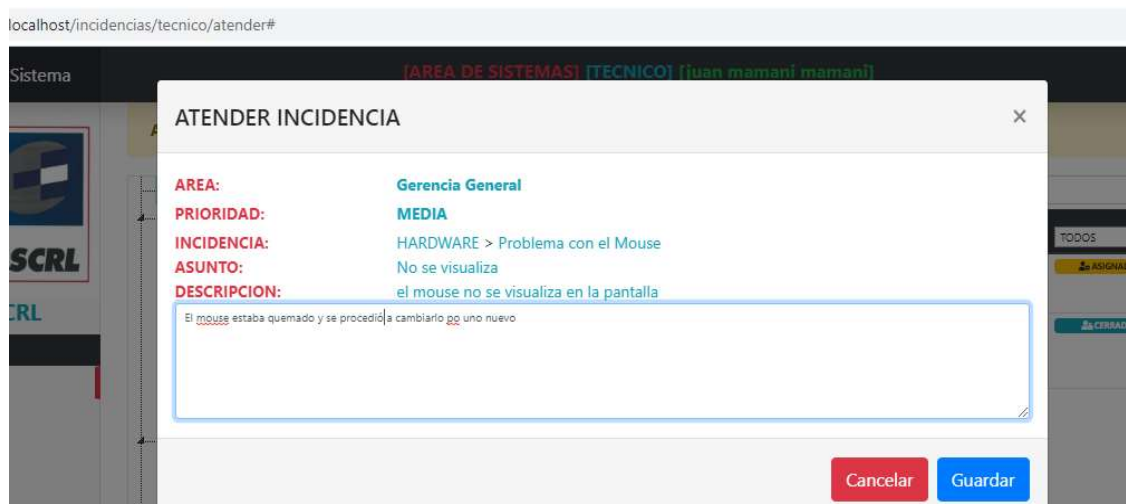 localhost/incidencias/tecnico/atender#
Sistema
[AREA DE SISTEMAS] [TECNICO] [juan mamani mamani]
ATENDER INCIDENCIA ×
AREA: Gerencia General
PRIORIDAD: MEDIA
INCIDENCIA: HARDWARE > Problema con el Mouse
ASUNTO: No se visualiza
DESCRIPCION: el mouse no se visualiza en la pantalla
El mouse estaba quemado y se procedió a cambiarlo po uno nuevo
SCRL
CRL
TODOS
ASIGNAD
CERRAD
Cancelar Guardar